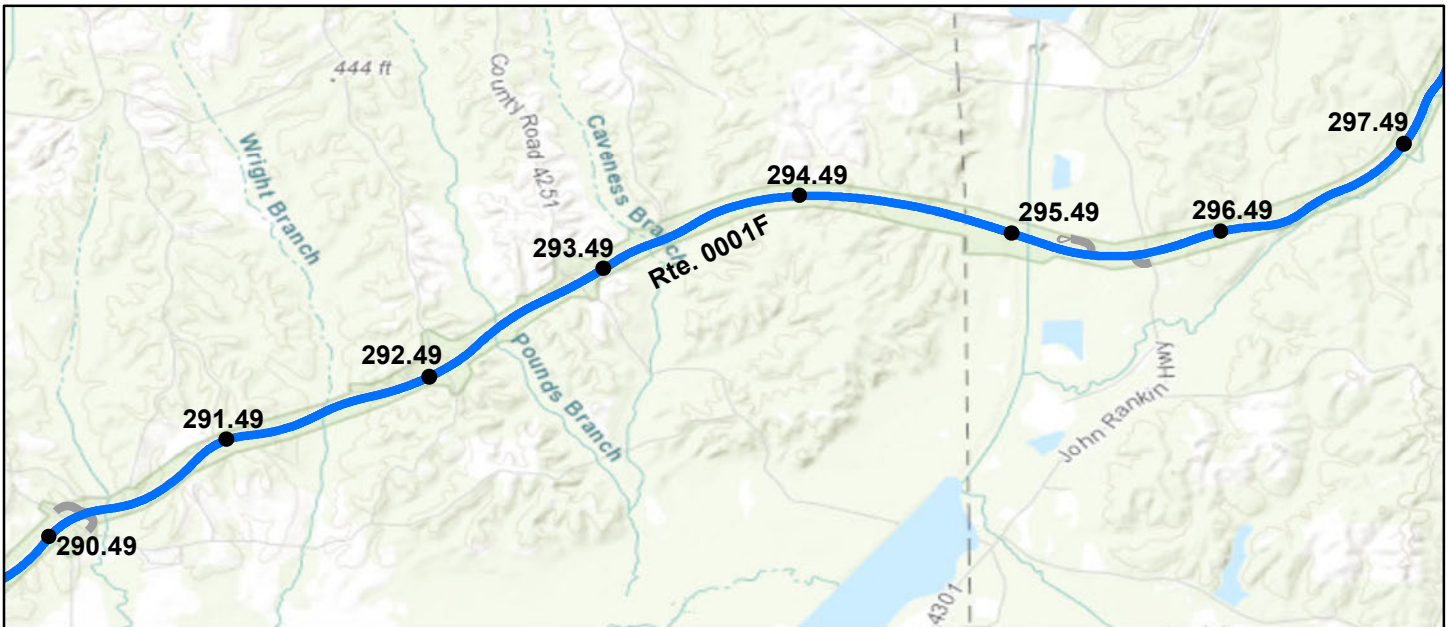 444 ft
County Road 4251
Caveness Branch
Wright Branch
297.49
294.49
295.49
296.49
Rte. 0001F
293.49
292.49
Pounds Branch
291.49
John Rankin Hwy
290.49
4301